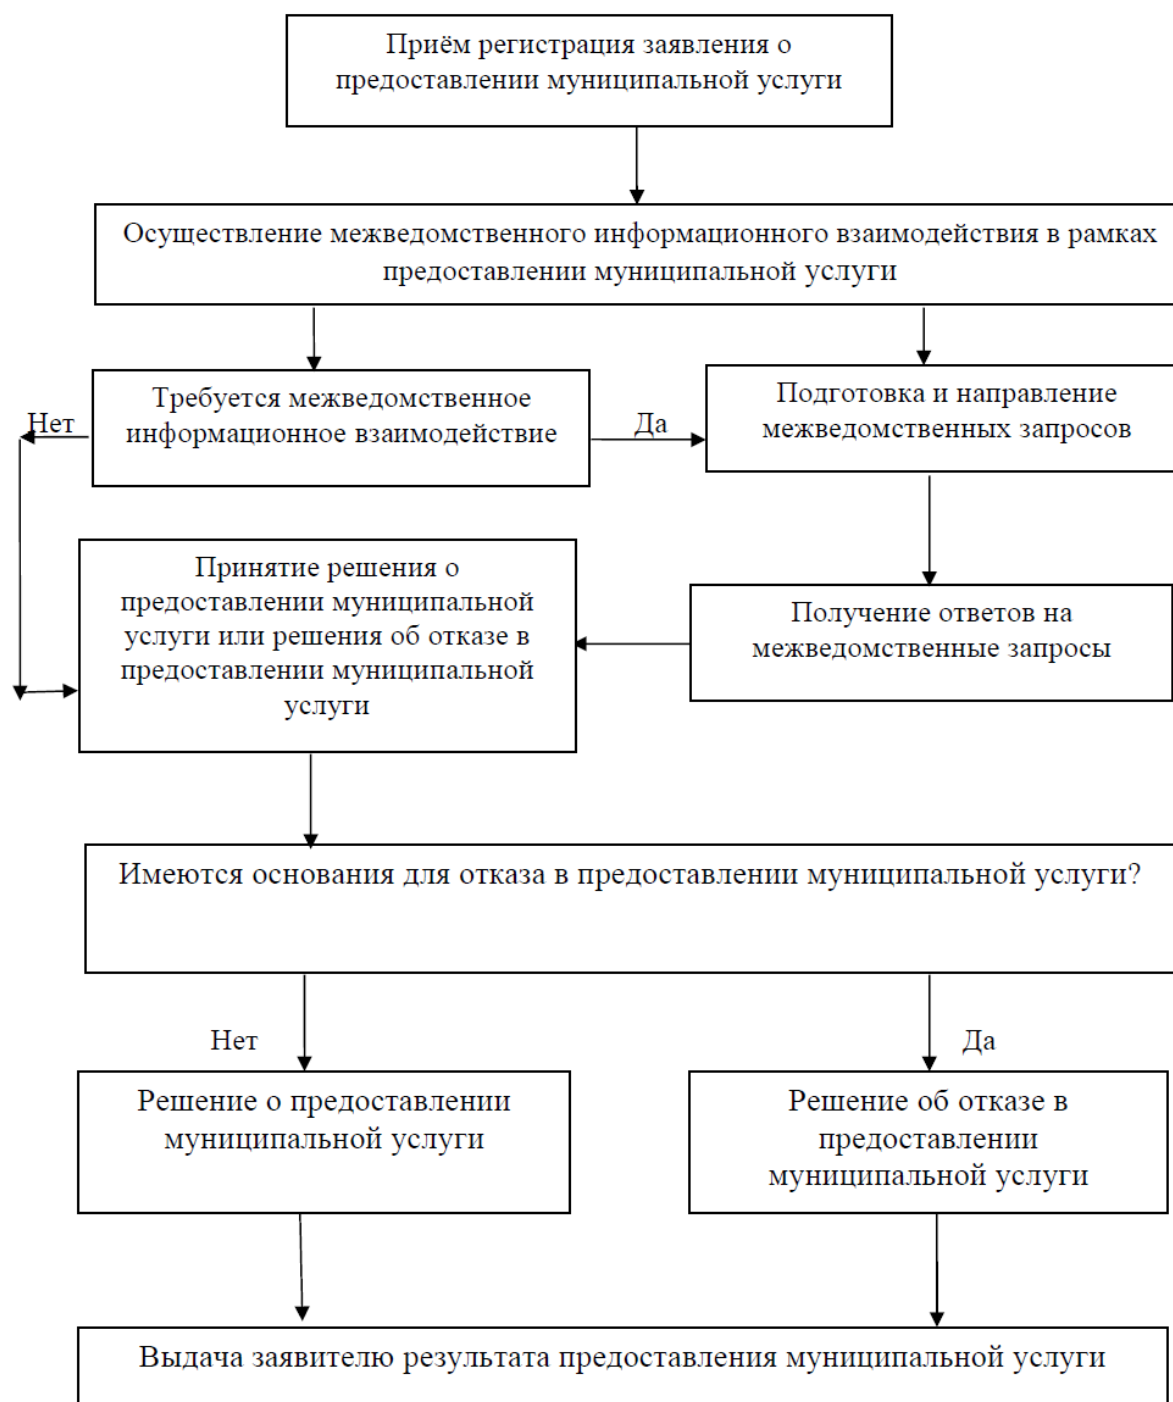 Приём регистрация заявления о
предоставлении муниципальной услуги
Осуществление межведомственного информационного взаимодействия в рамках
предоставлении муниципальной услуги
Требуется межведомственное
информационное взаимодействие
Нет
Да
Подготовка и направление
межведомственных запросов
Принятие решения о
предоставлении муниципальной
услуги или решения об отказе в
предоставлении муниципальной
услуги
Получение ответов на
межведомственные запросы
Имеются основания для отказа в предоставлении муниципальной услуги?
Нет
Да
Решение о предоставлении
муниципальной услуги
Решение об отказе в
предоставлении
муниципальной услуги
Выдача заявителю результата предоставления муниципальной услуги